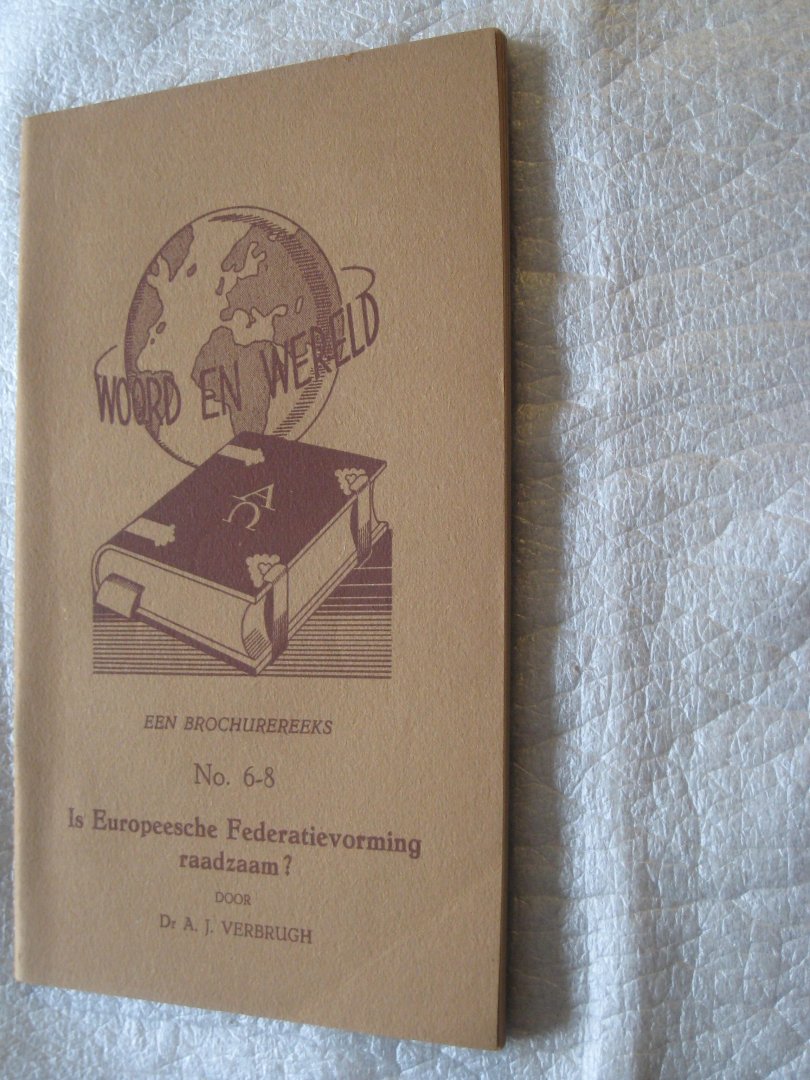 WOORD EN WERELD
A
Ω
EEN BROCHUREREEKS
No. 6-8
Is Europeesche Federatievorming
raadzaam?
DOOR
Dr A. J. VERBRUGH